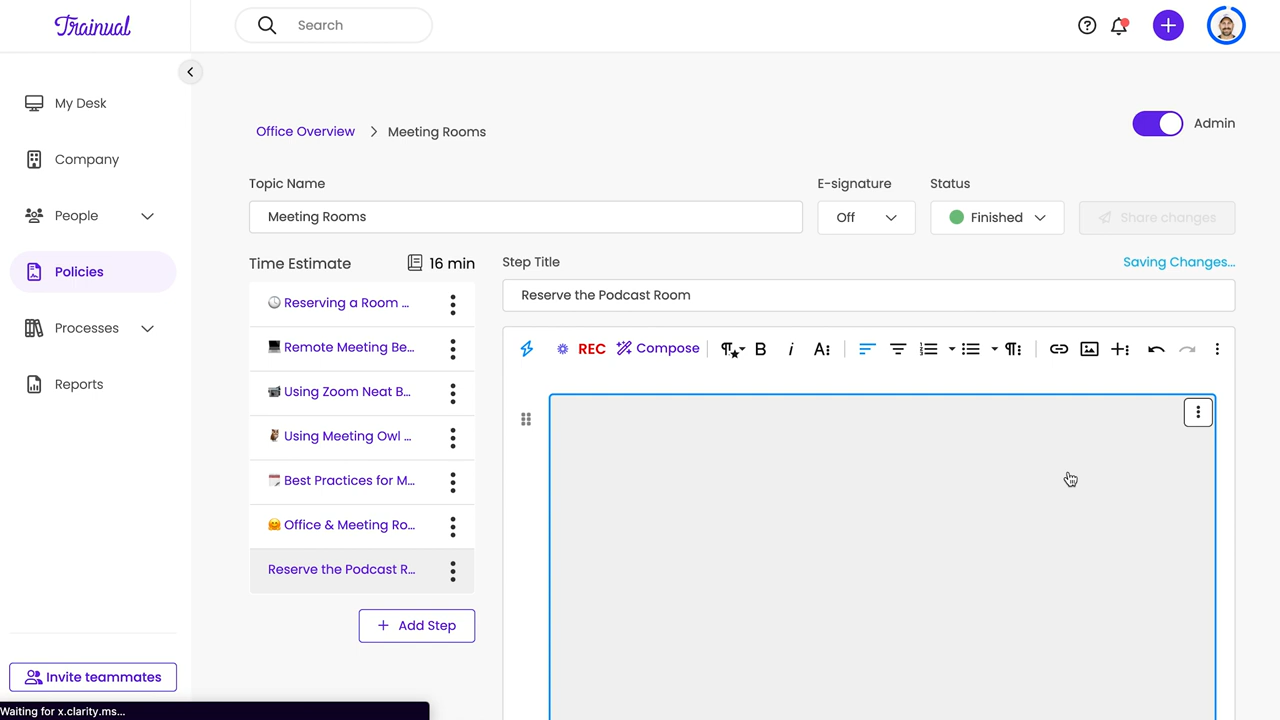 Trainual
Search
My Desk
Company
People
Policies
Processes
Reports
Invite teammates
Office Overview > Meeting Rooms
Admin
Topic Name
E-signature
Status
Meeting Rooms
Off
Finished
Share changes
Time Estimate
16 min
Reserving a Room ...
Remote Meeting Be...
Using Zoom Neat B...
Using Meeting Owl ...
Best Practices for M...
Office & Meeting Ro...
Reserve the Podcast R...
+ Add Step
Step Title
Saving Changes...
Reserve the Podcast Room
REC
Compose
B i A
Waiting for x.clarity.ms...